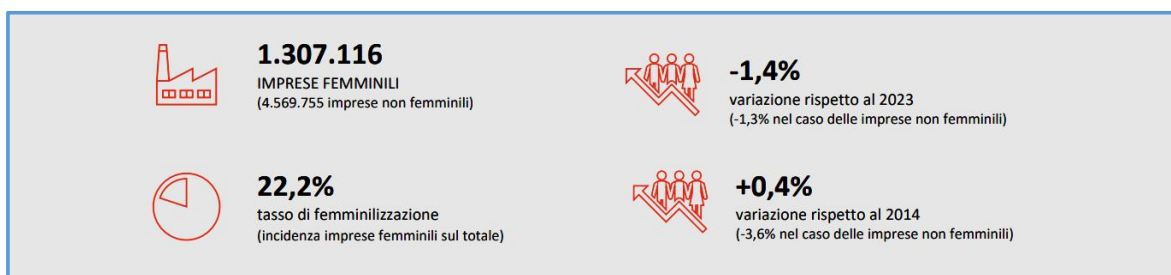 1.307.116
IMPRESE FEMMINILI
(4.569.755 imprese non femminili)
-1,4%
variazione rispetto al 2023
(-1,3% nel caso delle imprese non femminili)
22,2%
tasso di femminilizzazione
(incidenza imprese femminili sul totale)
+0,4%
variazione rispetto al 2014
(-3,6% nel caso delle imprese non femminili)